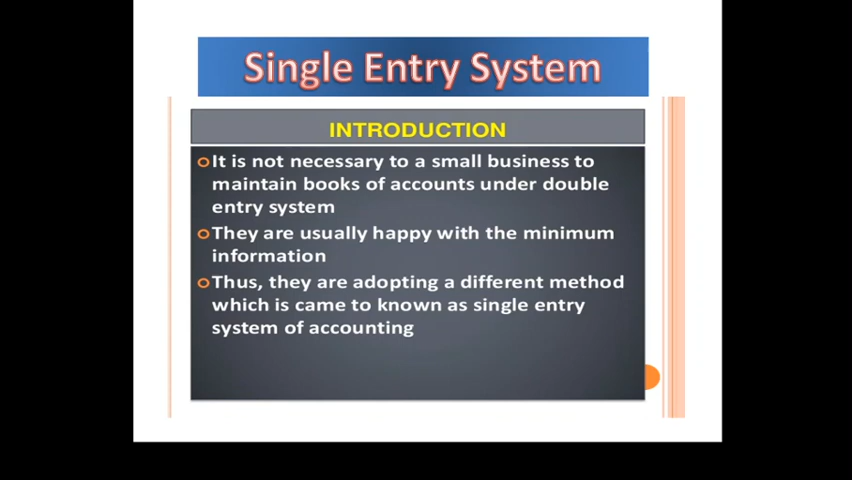 Single Entry System
INTRODUCTION
It is not necessary to a small business to
maintain books of accounts under double
entry system
They are usually happy with the minimum
information
Thus, they are adopting a different method
which is came to known as single entry
system of accounting